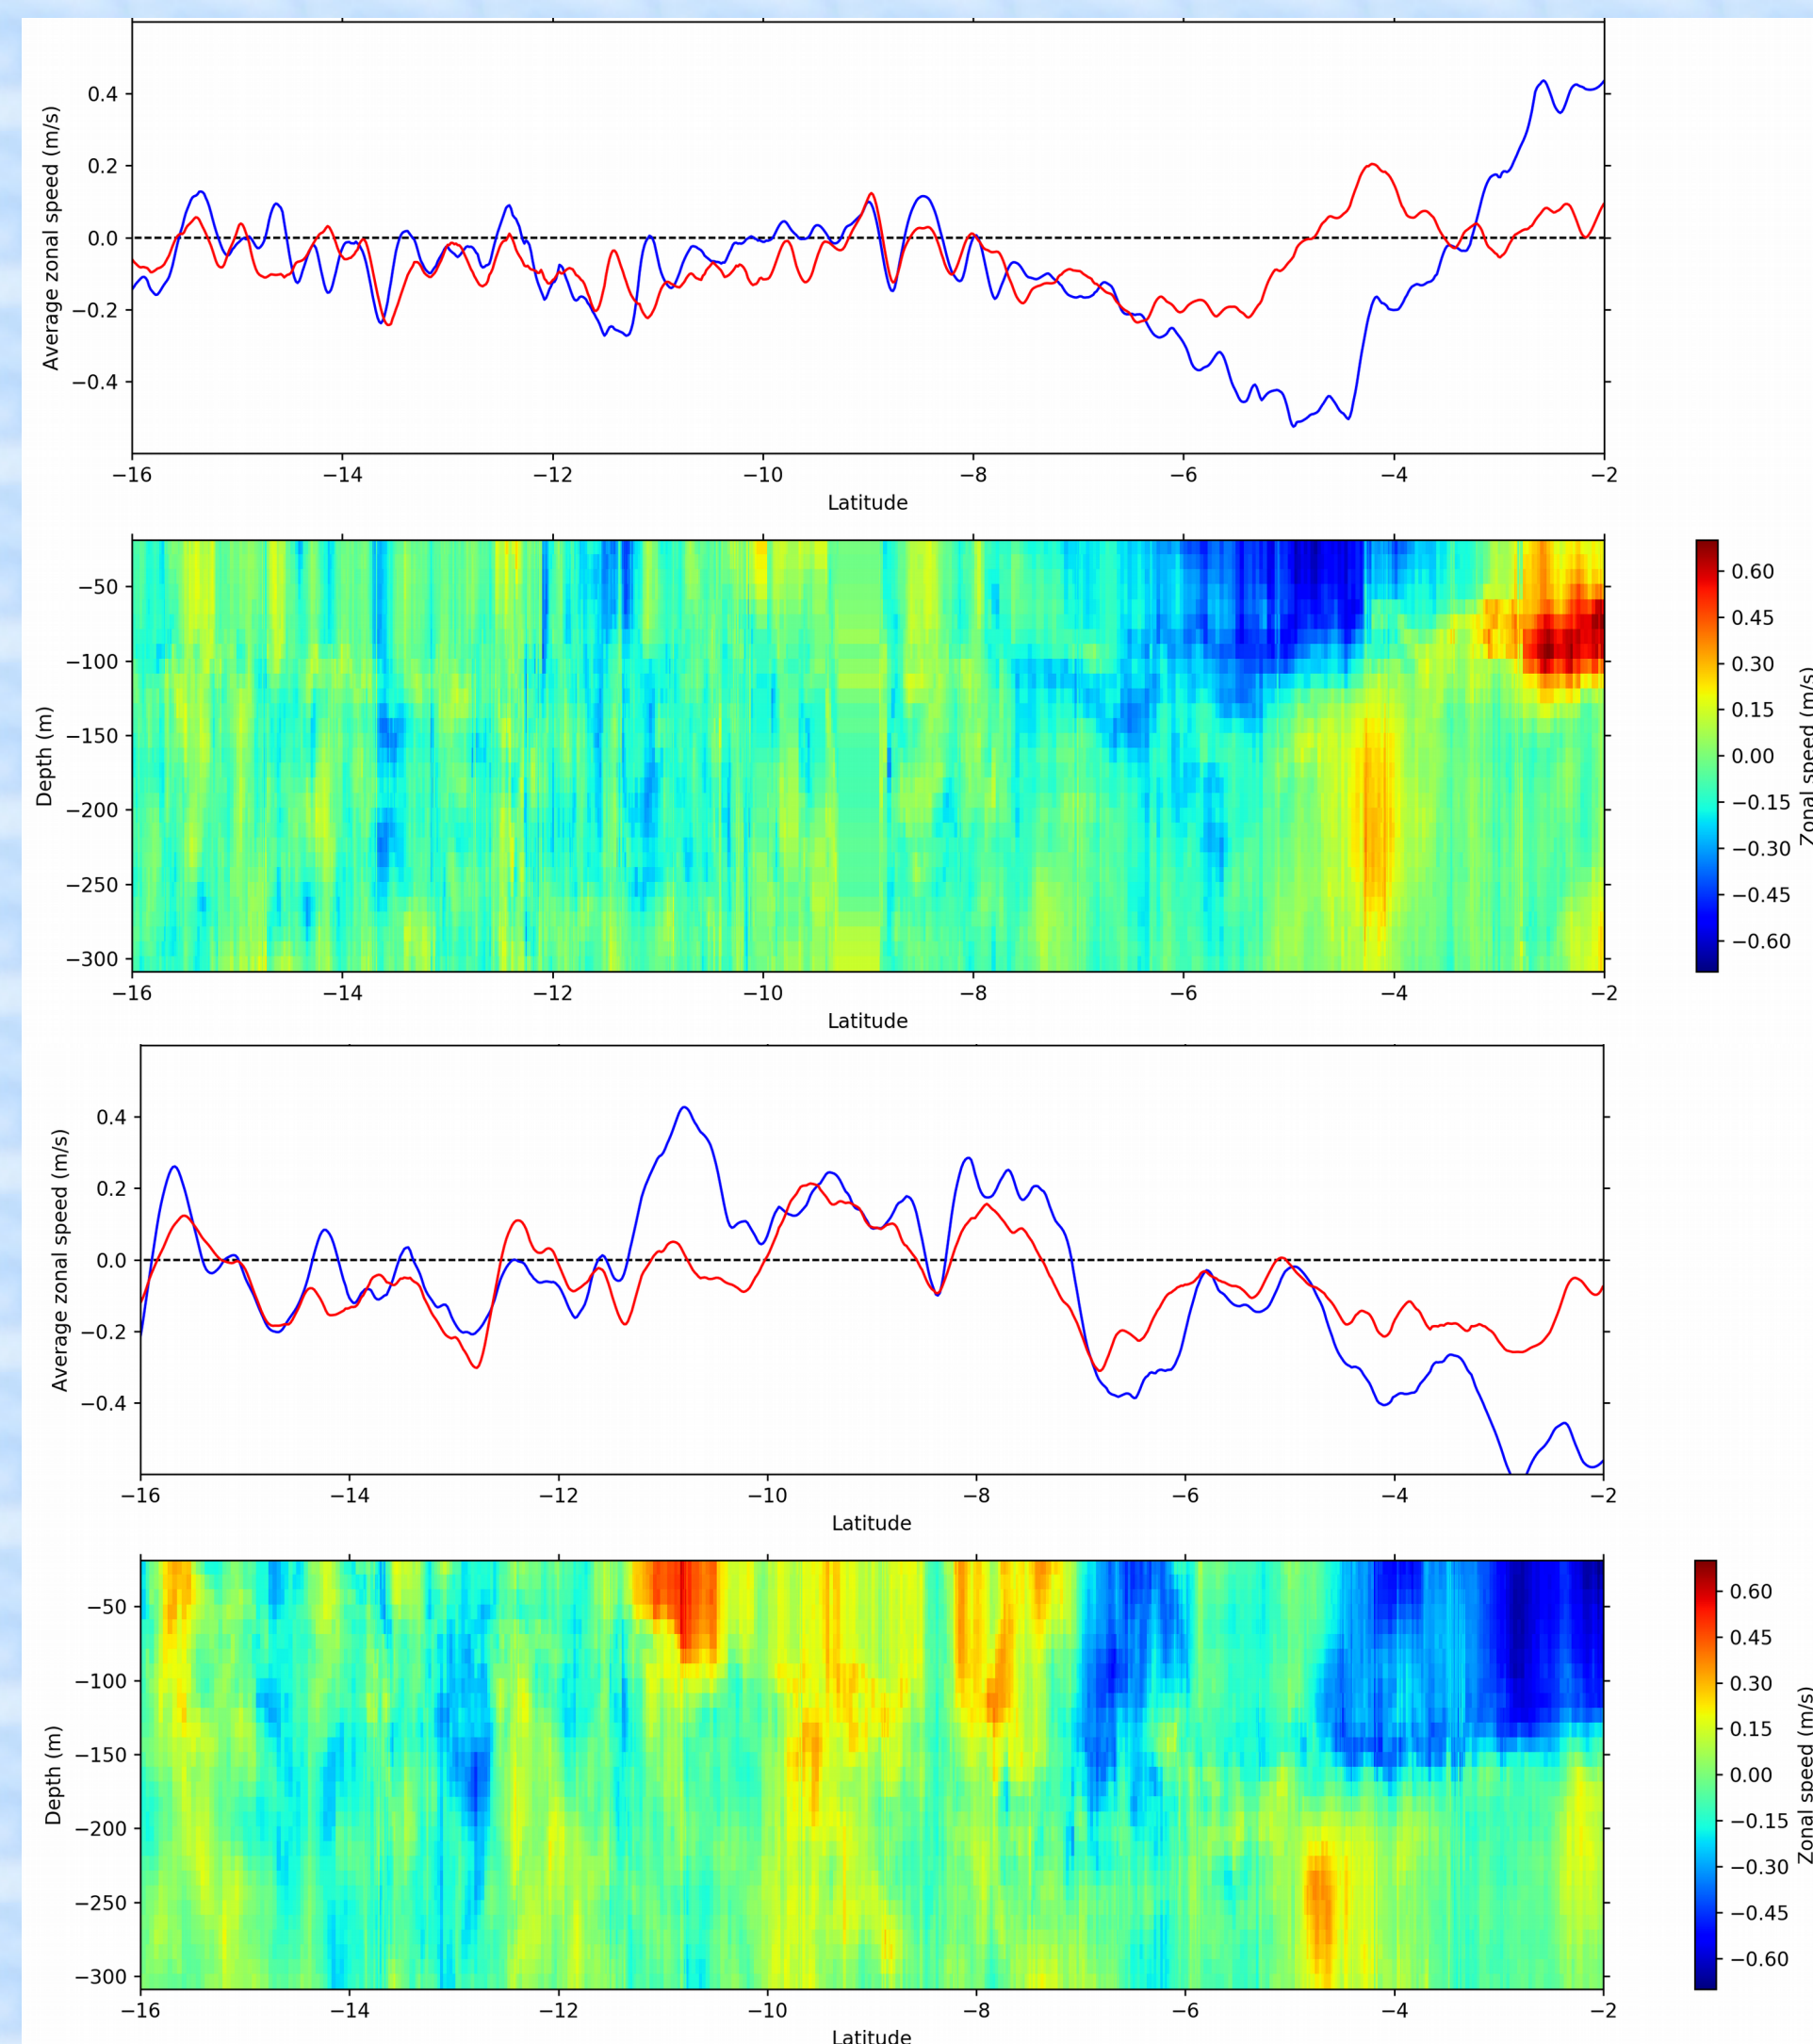 Average zonal speed (m/s)
0.4
0.2
0.0
−0.2
−0.4
−16 −14 −12 −10 −8 −6 −4 −2
Latitude
Depth (m)
−50
−100
−150
−200
−250
−300
−16 −14 −12 −10 −8 −6 −4 −2
Latitude
0.60
0.45
0.30
0.15
0.00
−0.15
−0.30
−0.45
−0.60
Zonal speed (m/s)
Average zonal speed (m/s)
0.4
0.2
0.0
−0.2
−0.4
−16 −14 −12 −10 −8 −6 −4 −2
Latitude
Depth (m)
−50
−100
−150
−200
−250
−300
−16 −14 −12 −10 −8 −6 −4 −2
Latitude
0.60
0.45
0.30
0.15
0.00
−0.15
−0.30
−0.45
−0.60
Zonal speed (m/s)